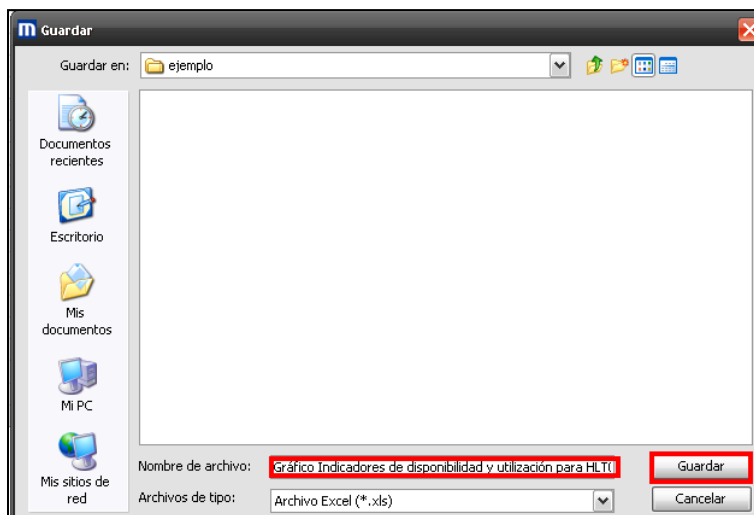 m Guardar
Guardar en:
ejemplo
Documentos
recientes
Escritorio
Mis
documentos
Mi PC
Mis sitios de
red
Nombre de archivo:
Gráfico Indicadores de disponibilidad y utilización para HLT(
Guardar
Archivos de tipo:
Archivo Excel (*.xls)
Cancelar